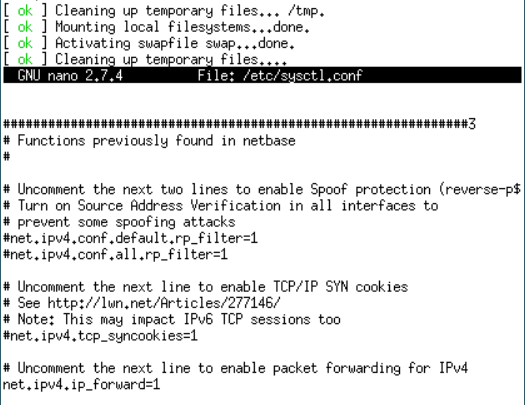 [ ok ] Cleaning up temporary files... /tmp.
[ ok ] Mounting local filesystems...done.
[ ok ] Activating swapfile swap...done.
[ ok ] Cleaning up temporary files....
GNU nano 2.7.4 File: /etc/sysctl.conf
##############################################################3
# Functions previously found in netbase
#
# Uncomment the next two lines to enable Spoof protection (reverse-p$
# Turn on Source Address Verification in all interfaces to
# prevent some spoofing attacks
#net.ipv4.conf.default.rp_filter=1
#net.ipv4.conf.all.rp_filter=1
# Uncomment the next line to enable TCP/IP SYN cookies
# See http://lwn.net/Articles/277146/
# Note: This may impact IPv6 TCP sessions too
#net.ipv4.tcp_syncookies=1
# Uncomment the next line to enable packet forwarding for IPv4
net.ipv4.ip_forward=1